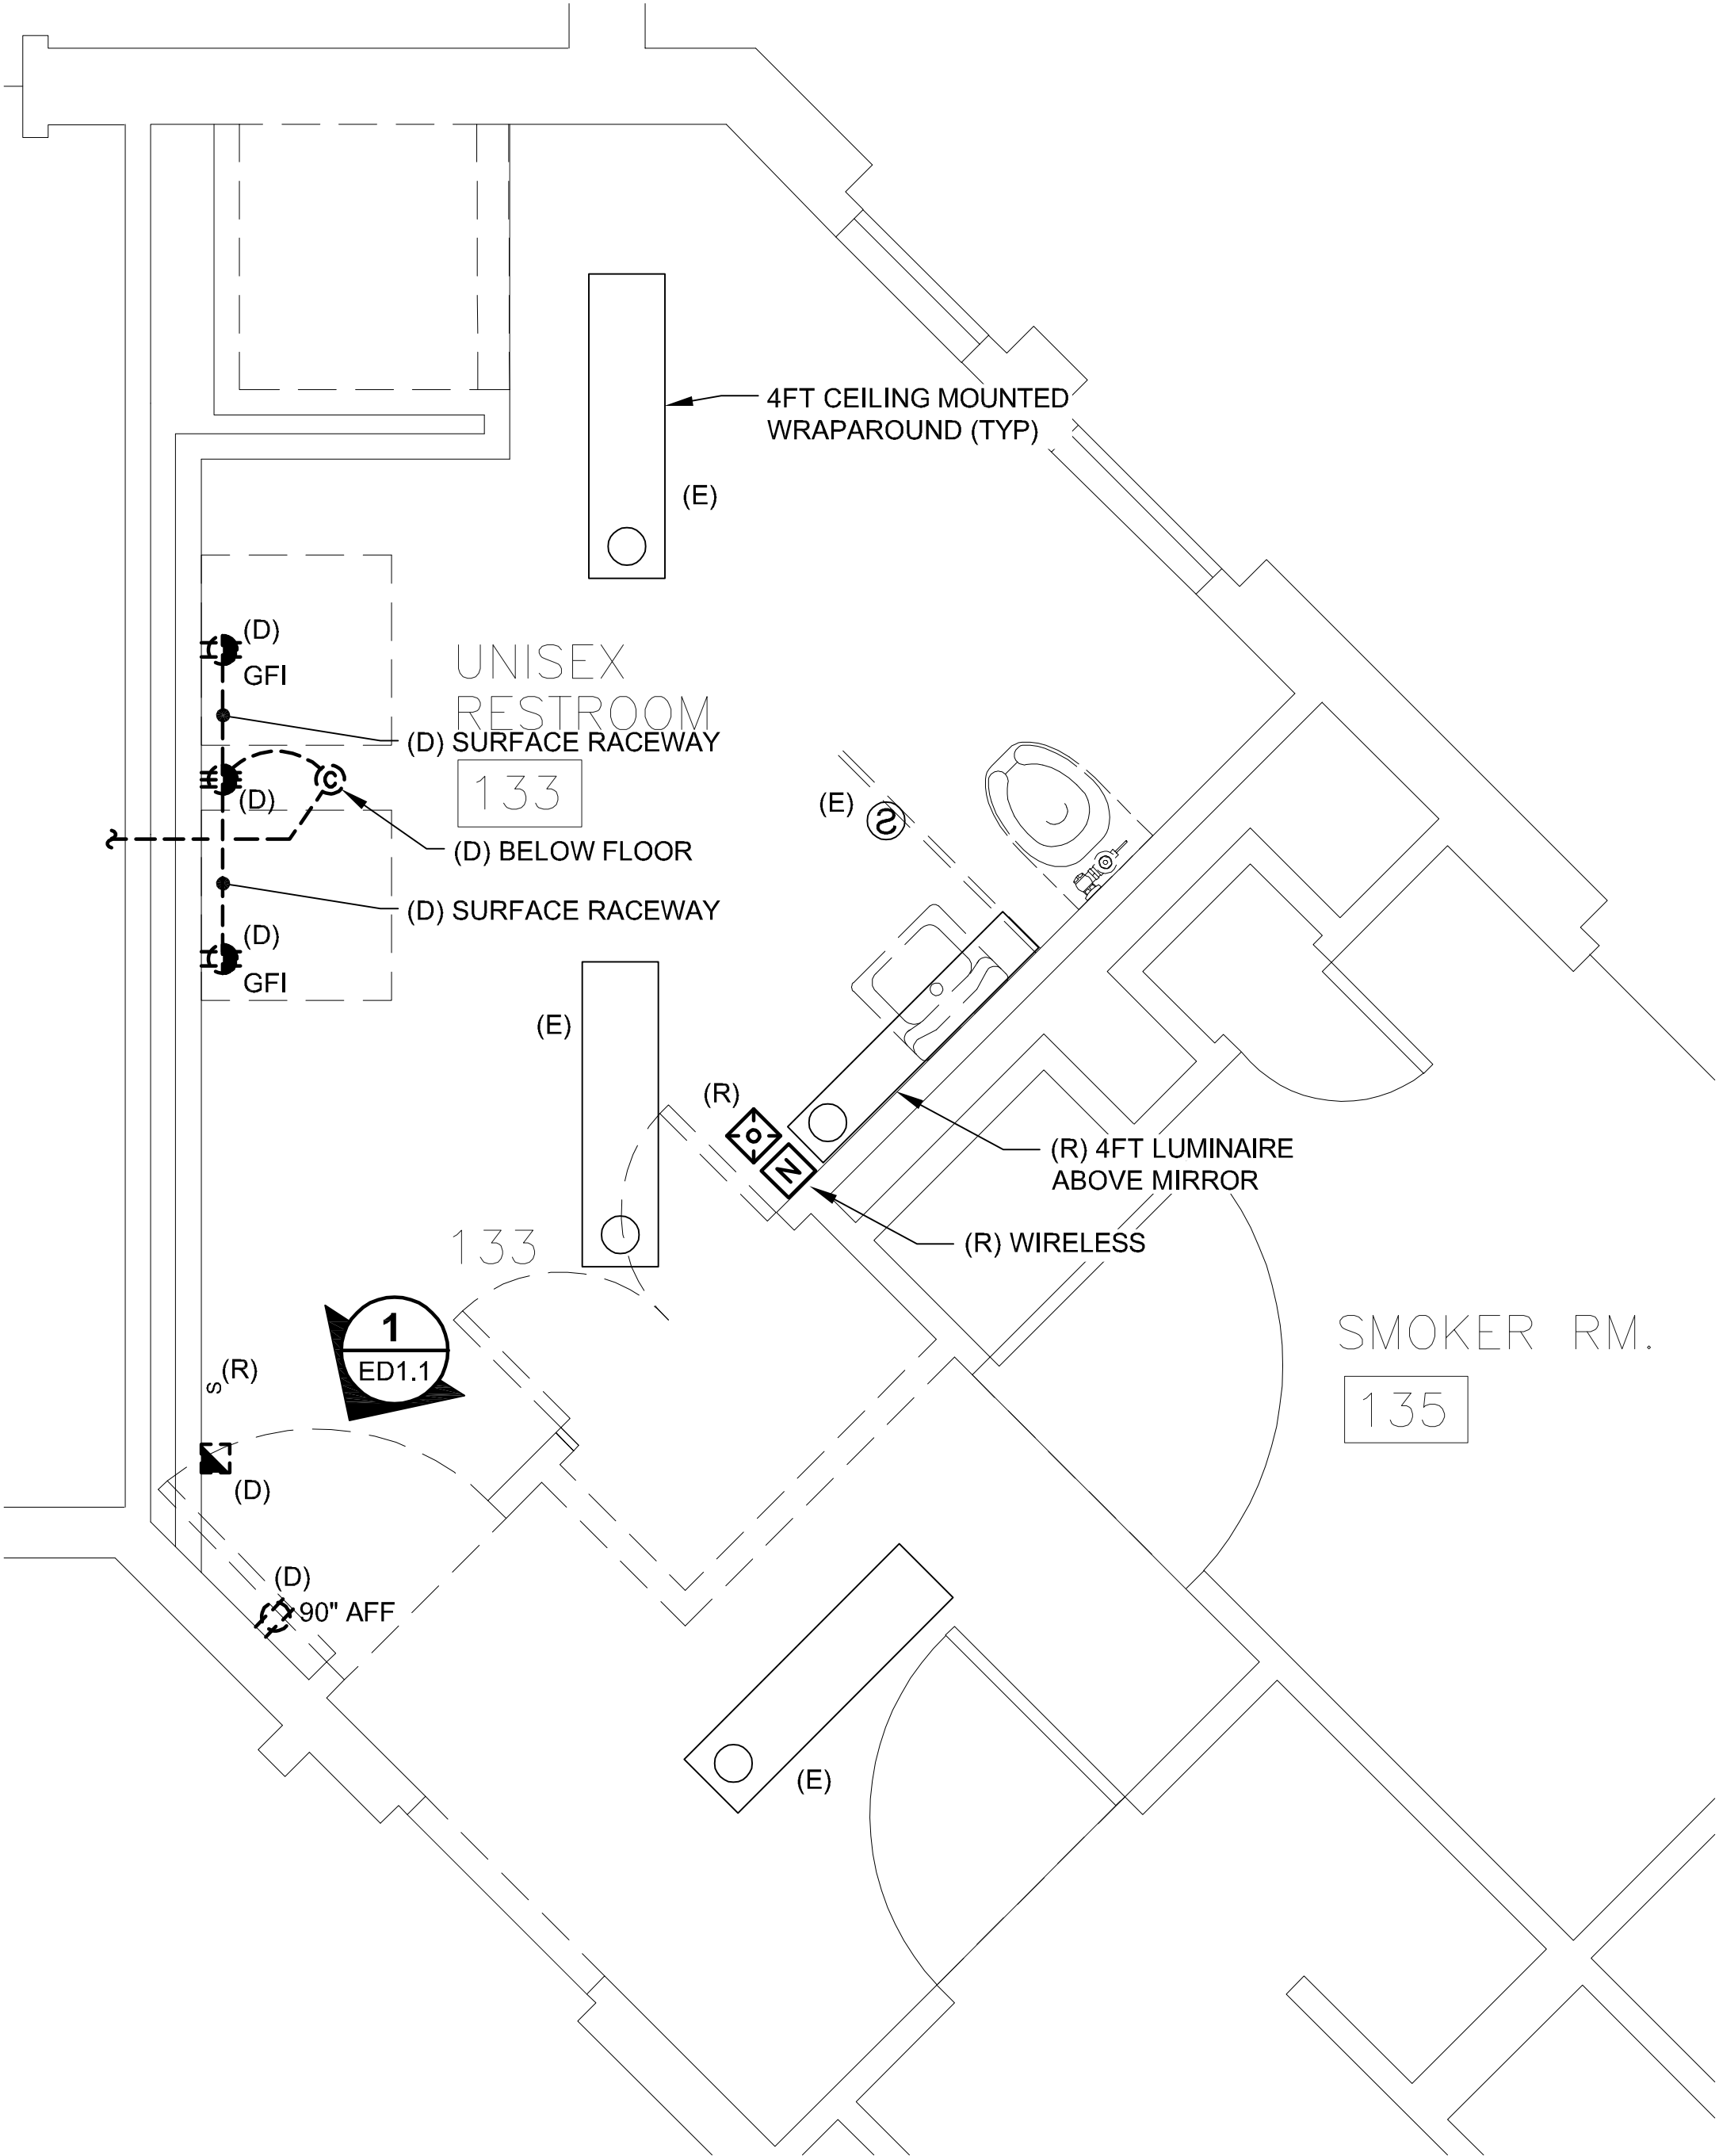 4FT CEILING MOUNTED
WRAPAROUND (TYP)
(E)
(D)
GFI
UNISEX
RESTROOM
(D) SURFACE RACEWAY
133
C
(D)
(E)
S
(D) BELOW FLOOR
(D) SURFACE RACEWAY
(D)
GFI
(E)
(R)
N
(R) 4FT LUMINAIRE
ABOVE MIRROR
(R) WIRELESS
133
1
ED1.1
SMOKER RM.
135
S
(R)
(D)
(D)
90" AFF
(E)